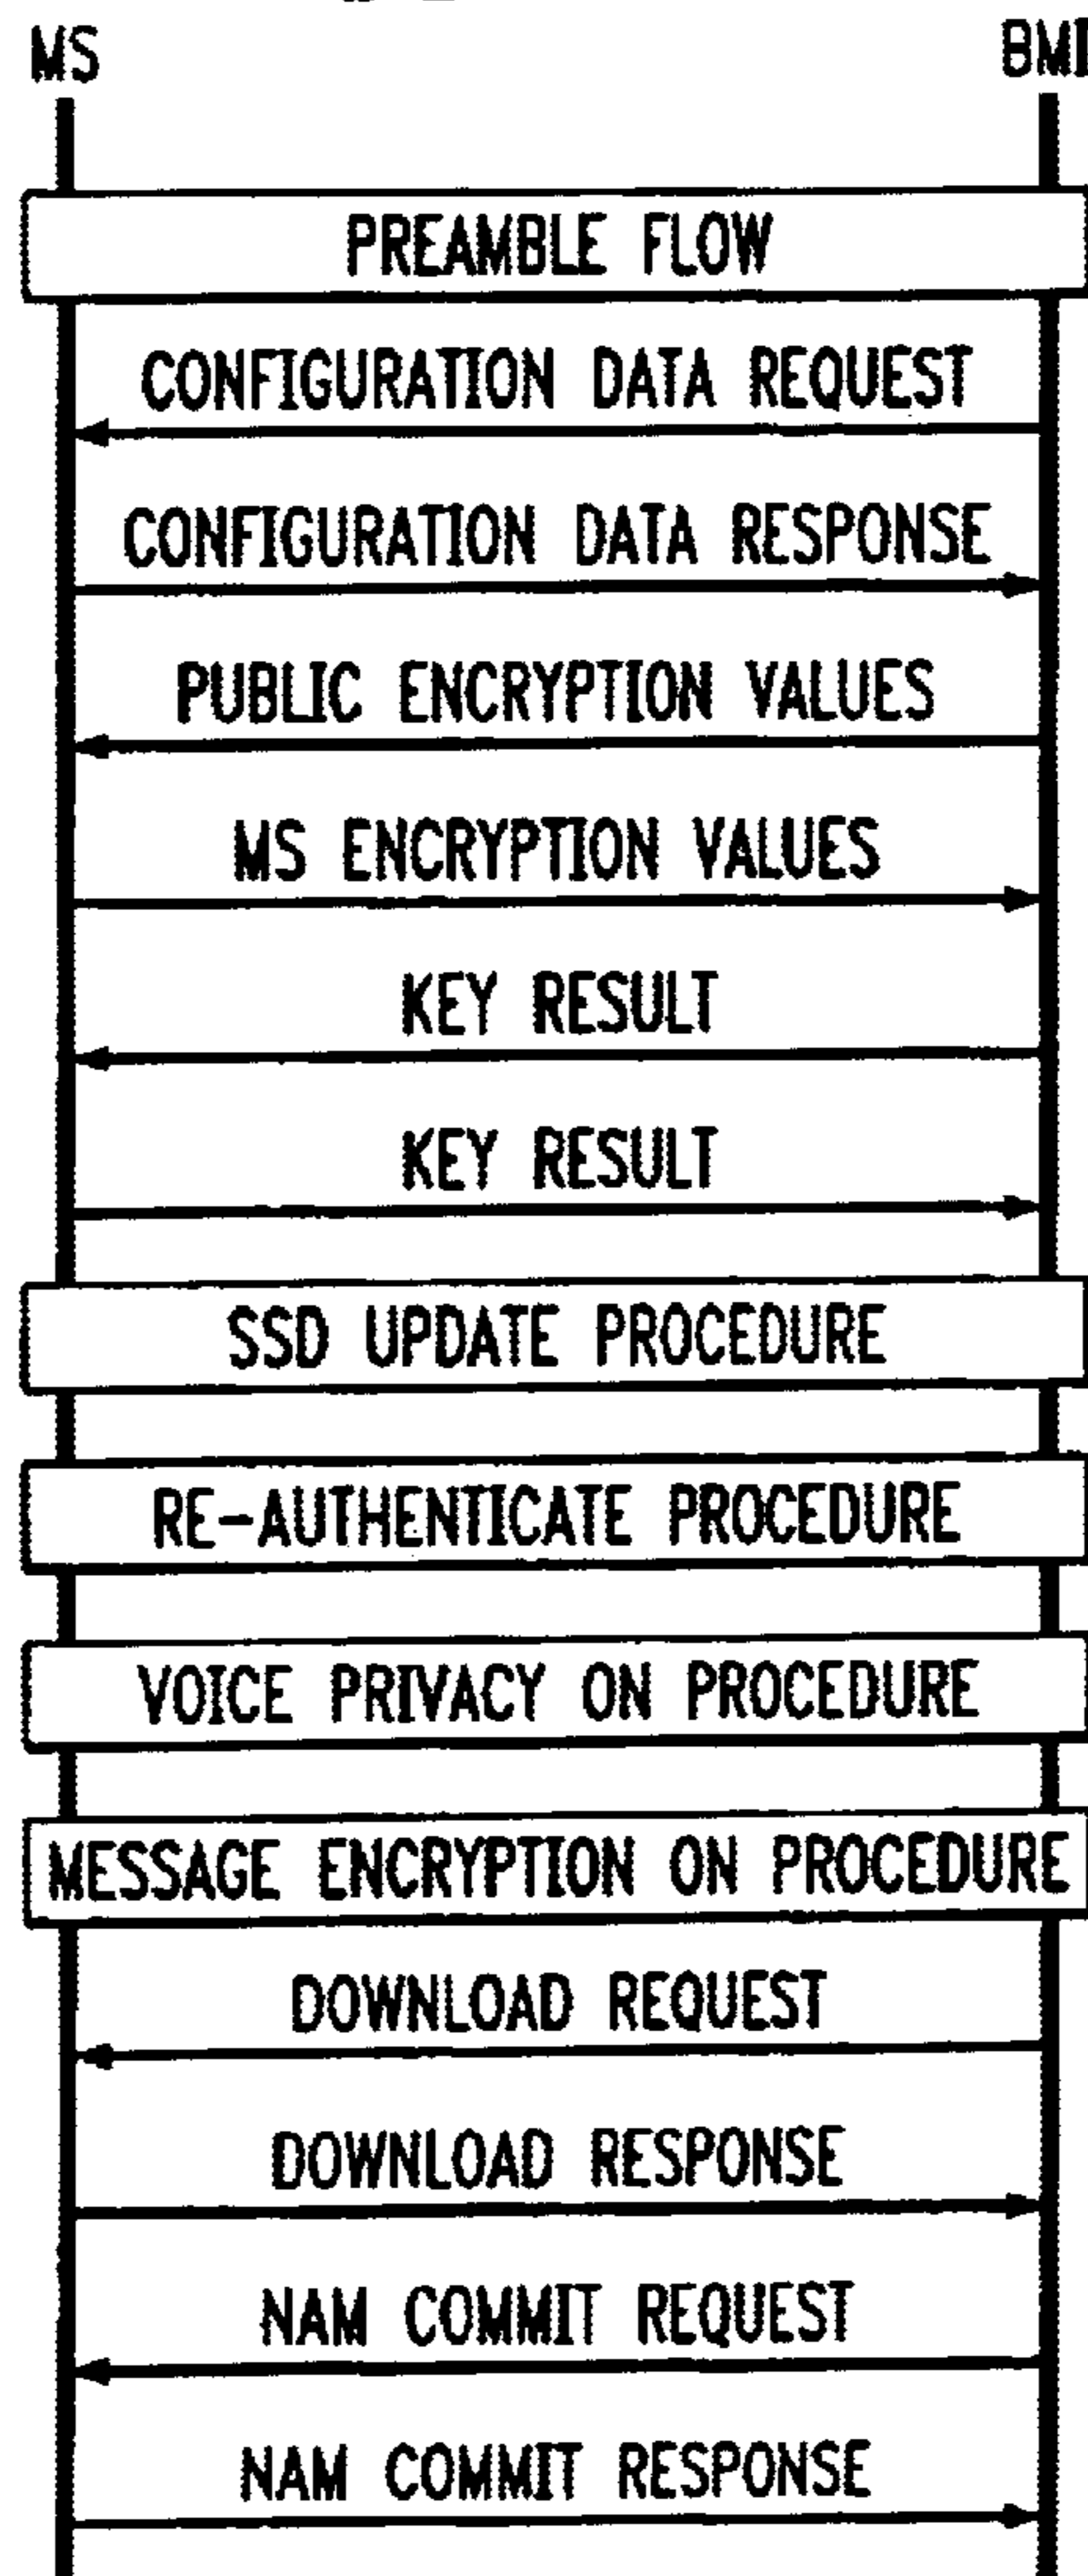 MS
BMI
PREAMBLE FLOW
CONFIGURATION DATA REQUEST
CONFIGURATION DATA RESPONSE
PUBLIC ENCRYPTION VALUES
MS ENCRYPTION VALUES
KEY RESULT
KEY RESULT
SSD UPDATE PROCEDURE
RE-AUTHENTICATE PROCEDURE
VOICE PRIVACY ON PROCEDURE
MESSAGE ENCRYPTION ON PROCEDURE
DOWNLOAD REQUEST
DOWNLOAD RESPONSE
NAM COMMIT REQUEST
NAM COMMIT RESPONSE